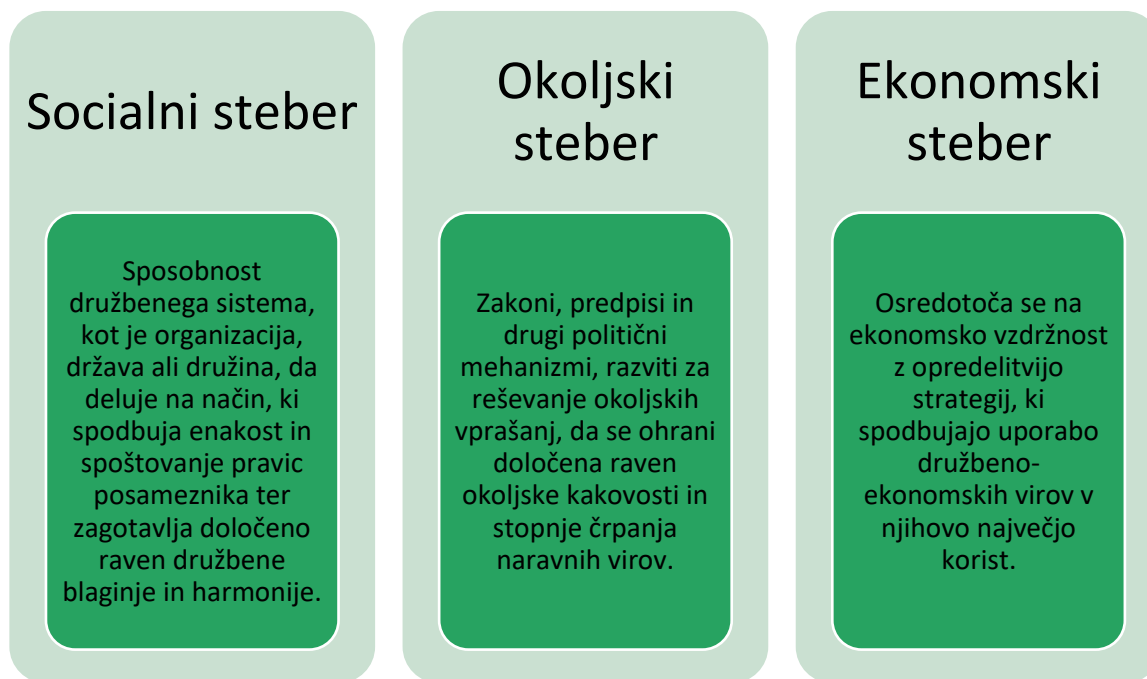 Socialni steber
Sposobnost
družbenega sistema,
kot je organizacija,
država ali družina, da
deluje na način, ki
spodbuja enakost in
spoštovanje pravic
posameznika ter
zagotavlja določeno
raven družbene
blaginje in harmonije.
Okoljski
steber
Zakoni, predpisi in
drugi politični
mehanizmi, razviti za
reševanje okoljskih
vprašanj, da se ohrani
določena raven
okoljske kakovosti in
stopnje črpanja
naravnih virov.
Ekonomski
steber
Osredotoča se na
ekonomsko vzdržnost
z opredelitvijo
strategij, ki
spodbujajo uporabo
družbeno-
ekonomskih virov v
njihovo največjo
korist.